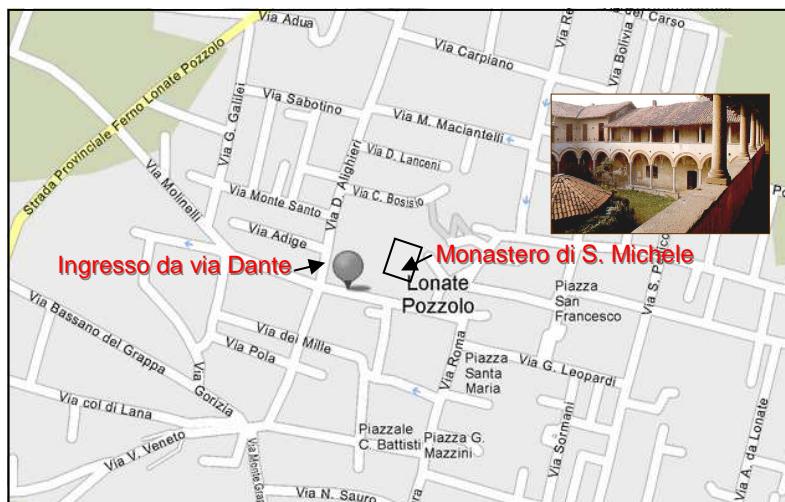 Via Adua
Via del Carso
Via Carpiano
Via Bolivia
Strada Provinciale Ferno Lonate Pozzolo
Via G. Galilei
Via Sabotino
Via M. Maciantelli
Via D. Lanceni
Via Molinelli
Via D. Alighieri
Via C. Bosisio
Via Monte Santo
Via Adige
Ingresso da via Dante
Monastero di S. Michele
Lonate
Pozzolo
Piazza
San
Francesco
Via Bassano del Grappa
Via dei Mille
Via Pola
Via Roma
Piazza
Santa
Maria
Via G. Leopardi
Via
Gorizia
Via col di Lana
Via V. Veneto
Piazzale
C. Battisti
Piazza G.
Mazzini
Via Sormani
Via A. da Lonate
Via N. Sauro